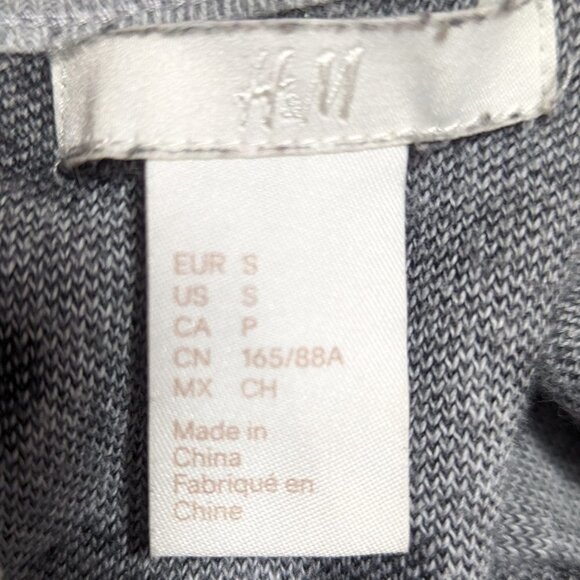 H&M
EUR S
US S
CA P
CN 165/88A
MX CH
Made in
China
Fabriqué en
Chine